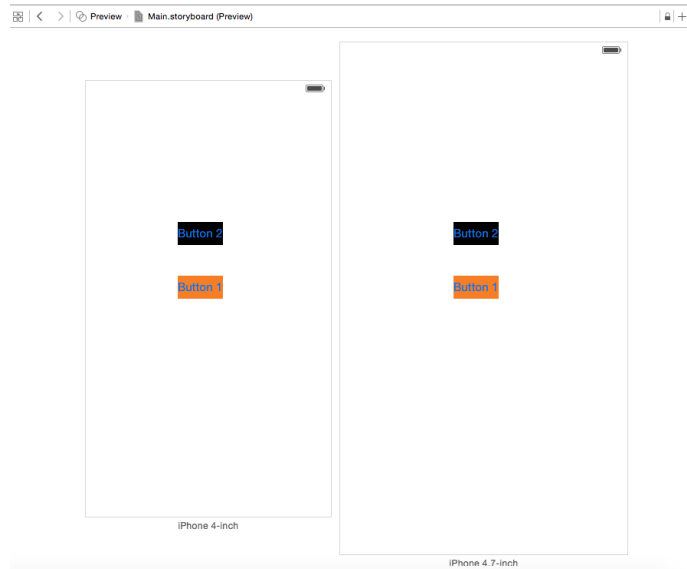 Preview Main.storyboard (Preview)
Button 2
Button 1
iPhone 4-inch
Button 2
Button 1
iPhone 4.7-inch